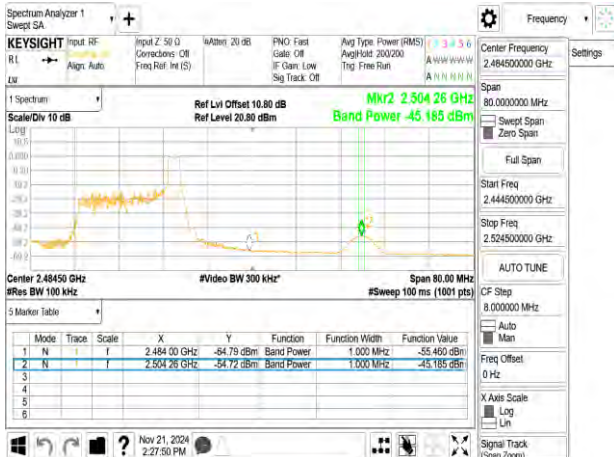 Spectrum Analyzer 1
Swept SA
+
Frequency
KEYSIGHT
Input: RF
Input Z: 50 Ω
#Atten: 20 dB
PNO: Fast
Avg Type: Power (RMS)
1 2 3 4 5 6
RL
Align: Auto
Corrections: Off
Freq Ref: Int (S)
Gate: Off
IF Gain: Low
Sig Track: Off
Avg|Hold: 200/200
Trig: Free Run
A W W W W W
A N N N N N
LW
1 Spectrum
Scale/Div 10 dB
Ref Lvl Offset 10.80 dB
Ref Level 20.80 dBm
Mkr2 2.504 26 GHz
Band Power -45.185 dBm
Log
Center 2.48450 GHz
#Res BW 100 kHz
#Video BW 300 kHz*
Span 80.00 MHz
#Sweep 100 ms (1001 pts)
5 Marker Table
Mode Trace Scale X Y Function Function Width Function Value
1 N 1 f 2.484 00 GHz -64.79 dBm Band Power 1.000 MHz -55.460 dBm
2 N 1 f 2.504 26 GHz -54.72 dBm Band Power 1.000 MHz -45.185 dBm
3
4
5
6
Nov 21, 2024
2:27:50 PM
Center Frequency
2.484500000 GHz
Settings
Span
80.0000000 MHz
Swept Span
Zero Span
Full Span
Start Freq
2.444500000 GHz
Stop Freq
2.524500000 GHz
AUTO TUNE
CF Step
8.000000 MHz
Auto
Man
Freq Offset
0 Hz
X Axis Scale
Log
Lin
Signal Track
(Span Zoom)